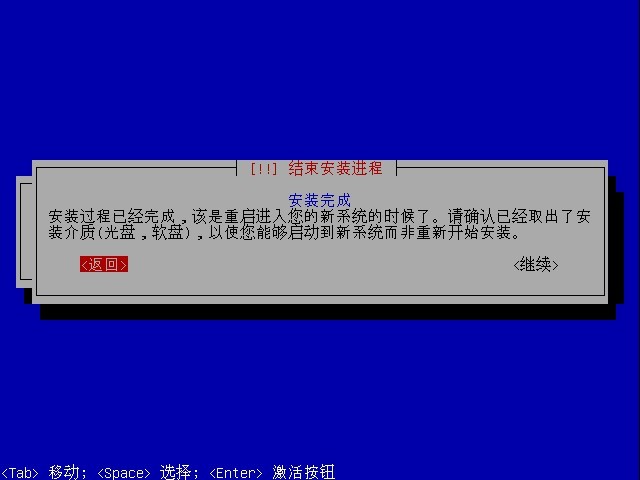 [!!] 结束安装进程
安装完成
安装过程已经完成，该是重启进入您的新系统的时候了。请确认已经取出了安
装介质(光盘，软盘)，以使您能够启动到新系统而非重新开始安装。
<返回> <继续>
<Tab> 移动; <Space> 选择; <Enter> 激活按钮